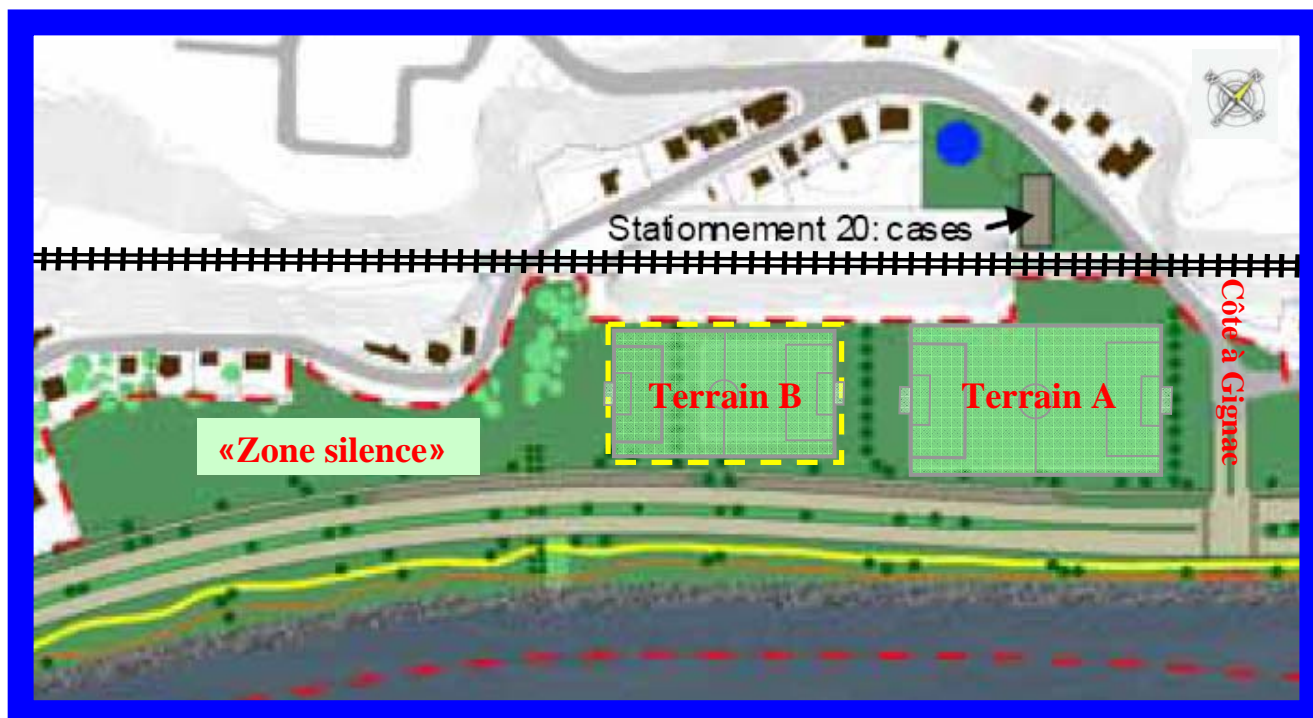 Stationnement 20: cases
Côte à Gignac
Terrain B
Terrain A
«Zone silence»